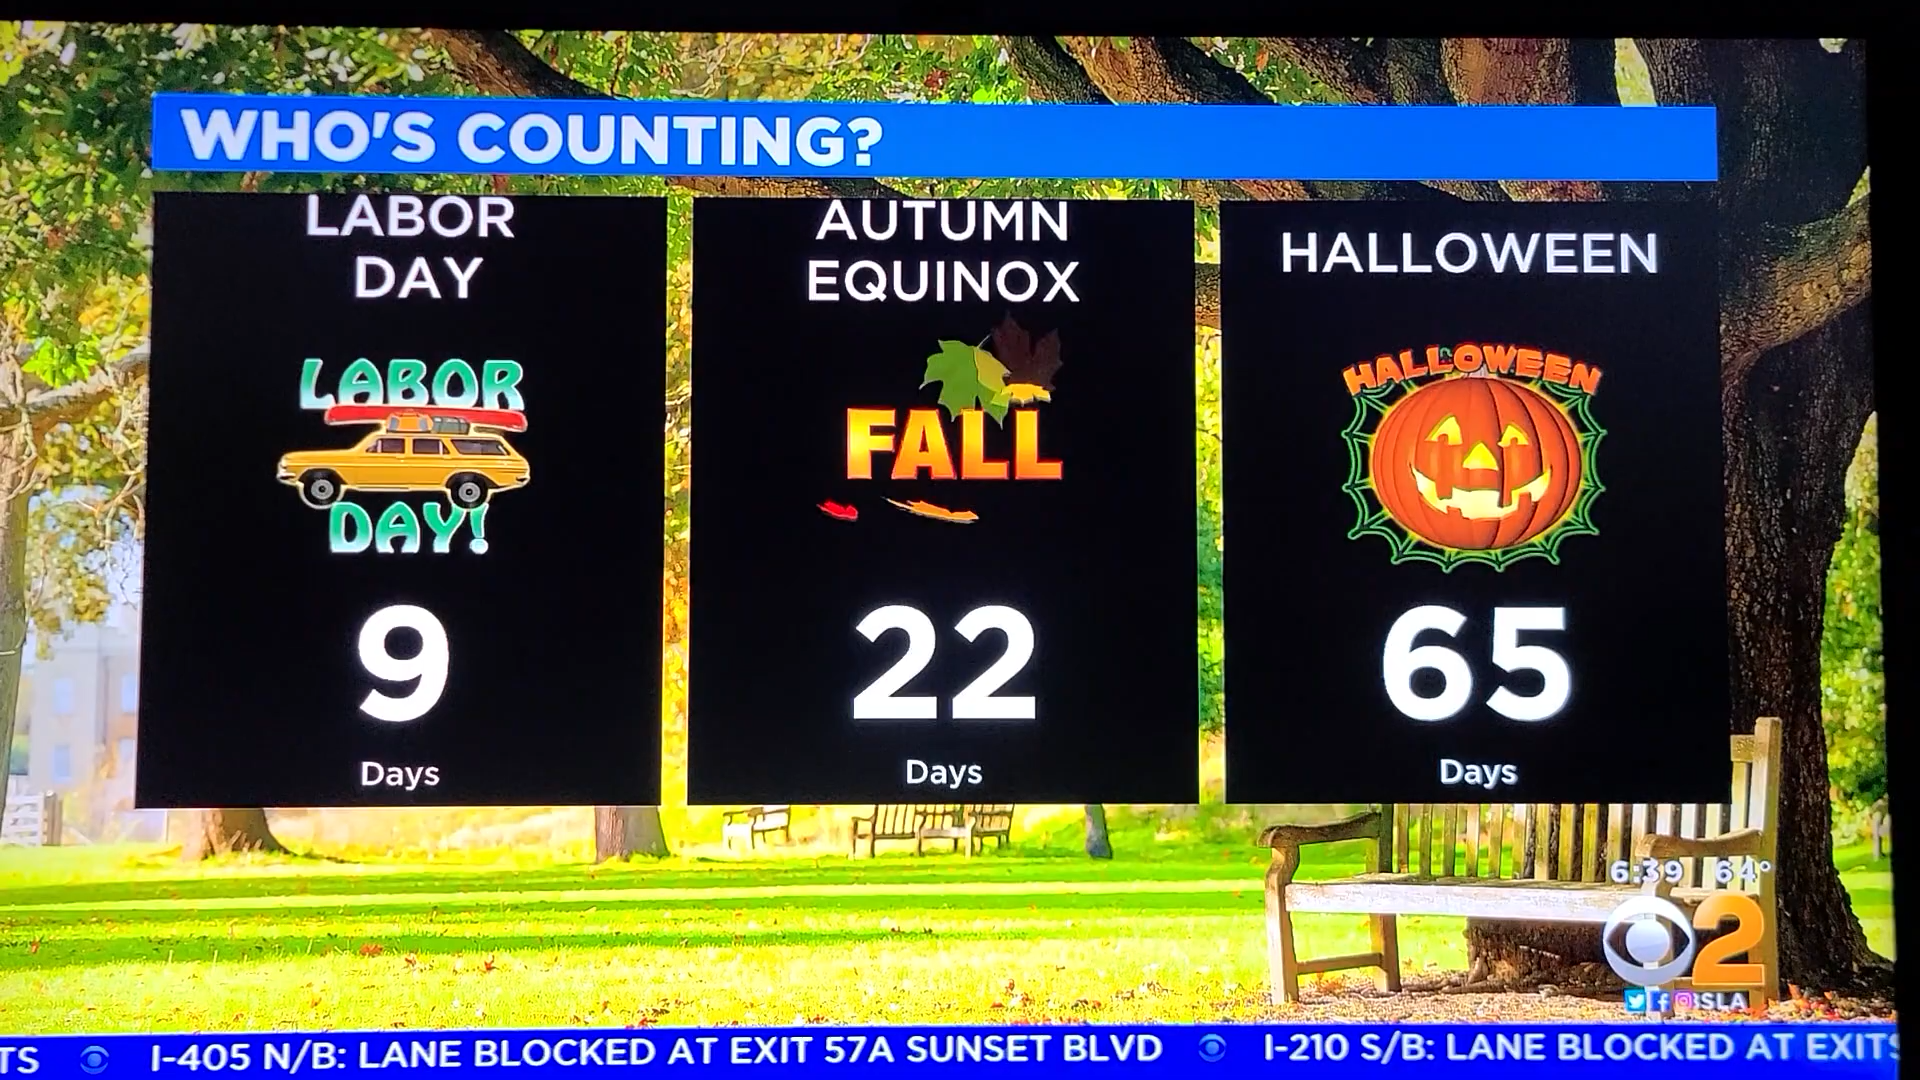 WHO'S COUNTING?
LABOR
DAY
LABOR
DAY!
9
Days
AUTUMN
EQUINOX
FALL
22
Days
HALLOWEEN
HALLOWEEN
65
Days
6:39 64°
2
TS I-405 N/B: LANE BLOCKED AT EXIT 57A SUNSET BLVD I-210 S/B: LANE BLOCKED AT EXITS